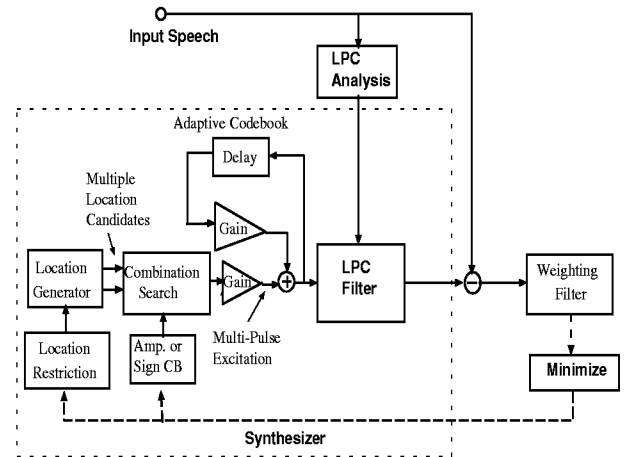 Input Speech
LPC
Analysis
Adaptive Codebook
Delay
Multiple
Location
Candidates
Gain
Location
Generator
Combination
Search
Gain
+
LPC
Filter
−
Weighting
Filter
Location
Restriction
Amp. or
Sign CB
Multi-Pulse
Excitation
Minimize
Synthesizer